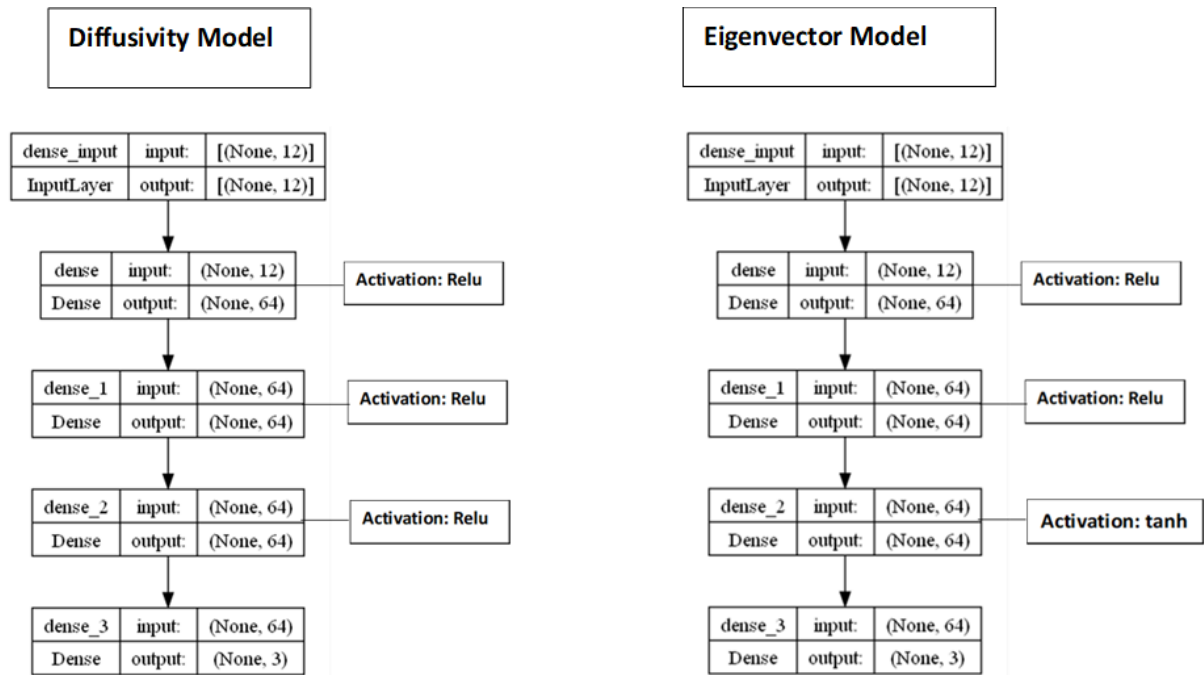 Diffusivity Model
dense_input input: [(None, 12)]
InputLayer output: [(None, 12)]
dense input: (None, 12)
Dense output: (None, 64)
Activation: Relu
dense_1 input: (None, 64)
Dense output: (None, 64)
Activation: Relu
dense_2 input: (None, 64)
Dense output: (None, 64)
Activation: Relu
dense_3 input: (None, 64)
Dense output: (None, 3)
Eigenvector Model
dense_input input: [(None, 12)]
InputLayer output: [(None, 12)]
dense input: (None, 12)
Dense output: (None, 64)
Activation: Relu
dense_1 input: (None, 64)
Dense output: (None, 64)
Activation: Relu
dense_2 input: (None, 64)
Dense output: (None, 64)
Activation: tanh
dense_3 input: (None, 64)
Dense output: (None, 3)